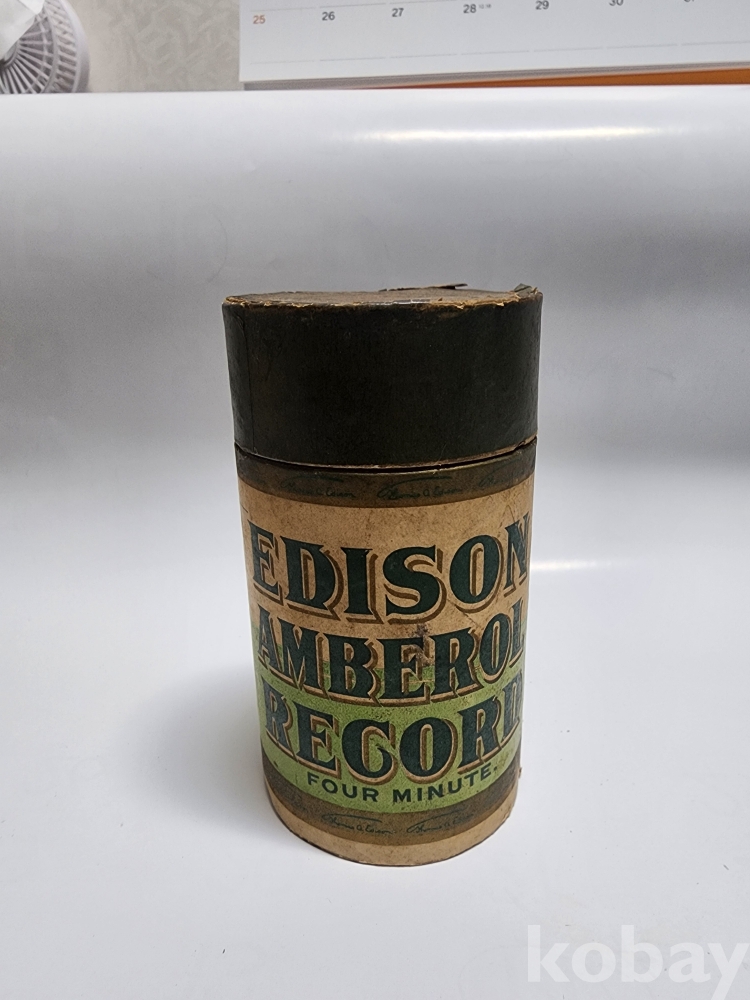 25 26 27 28 29 30
EDISON
AMBEROL
RECORD
FOUR MINUTE.
kobay